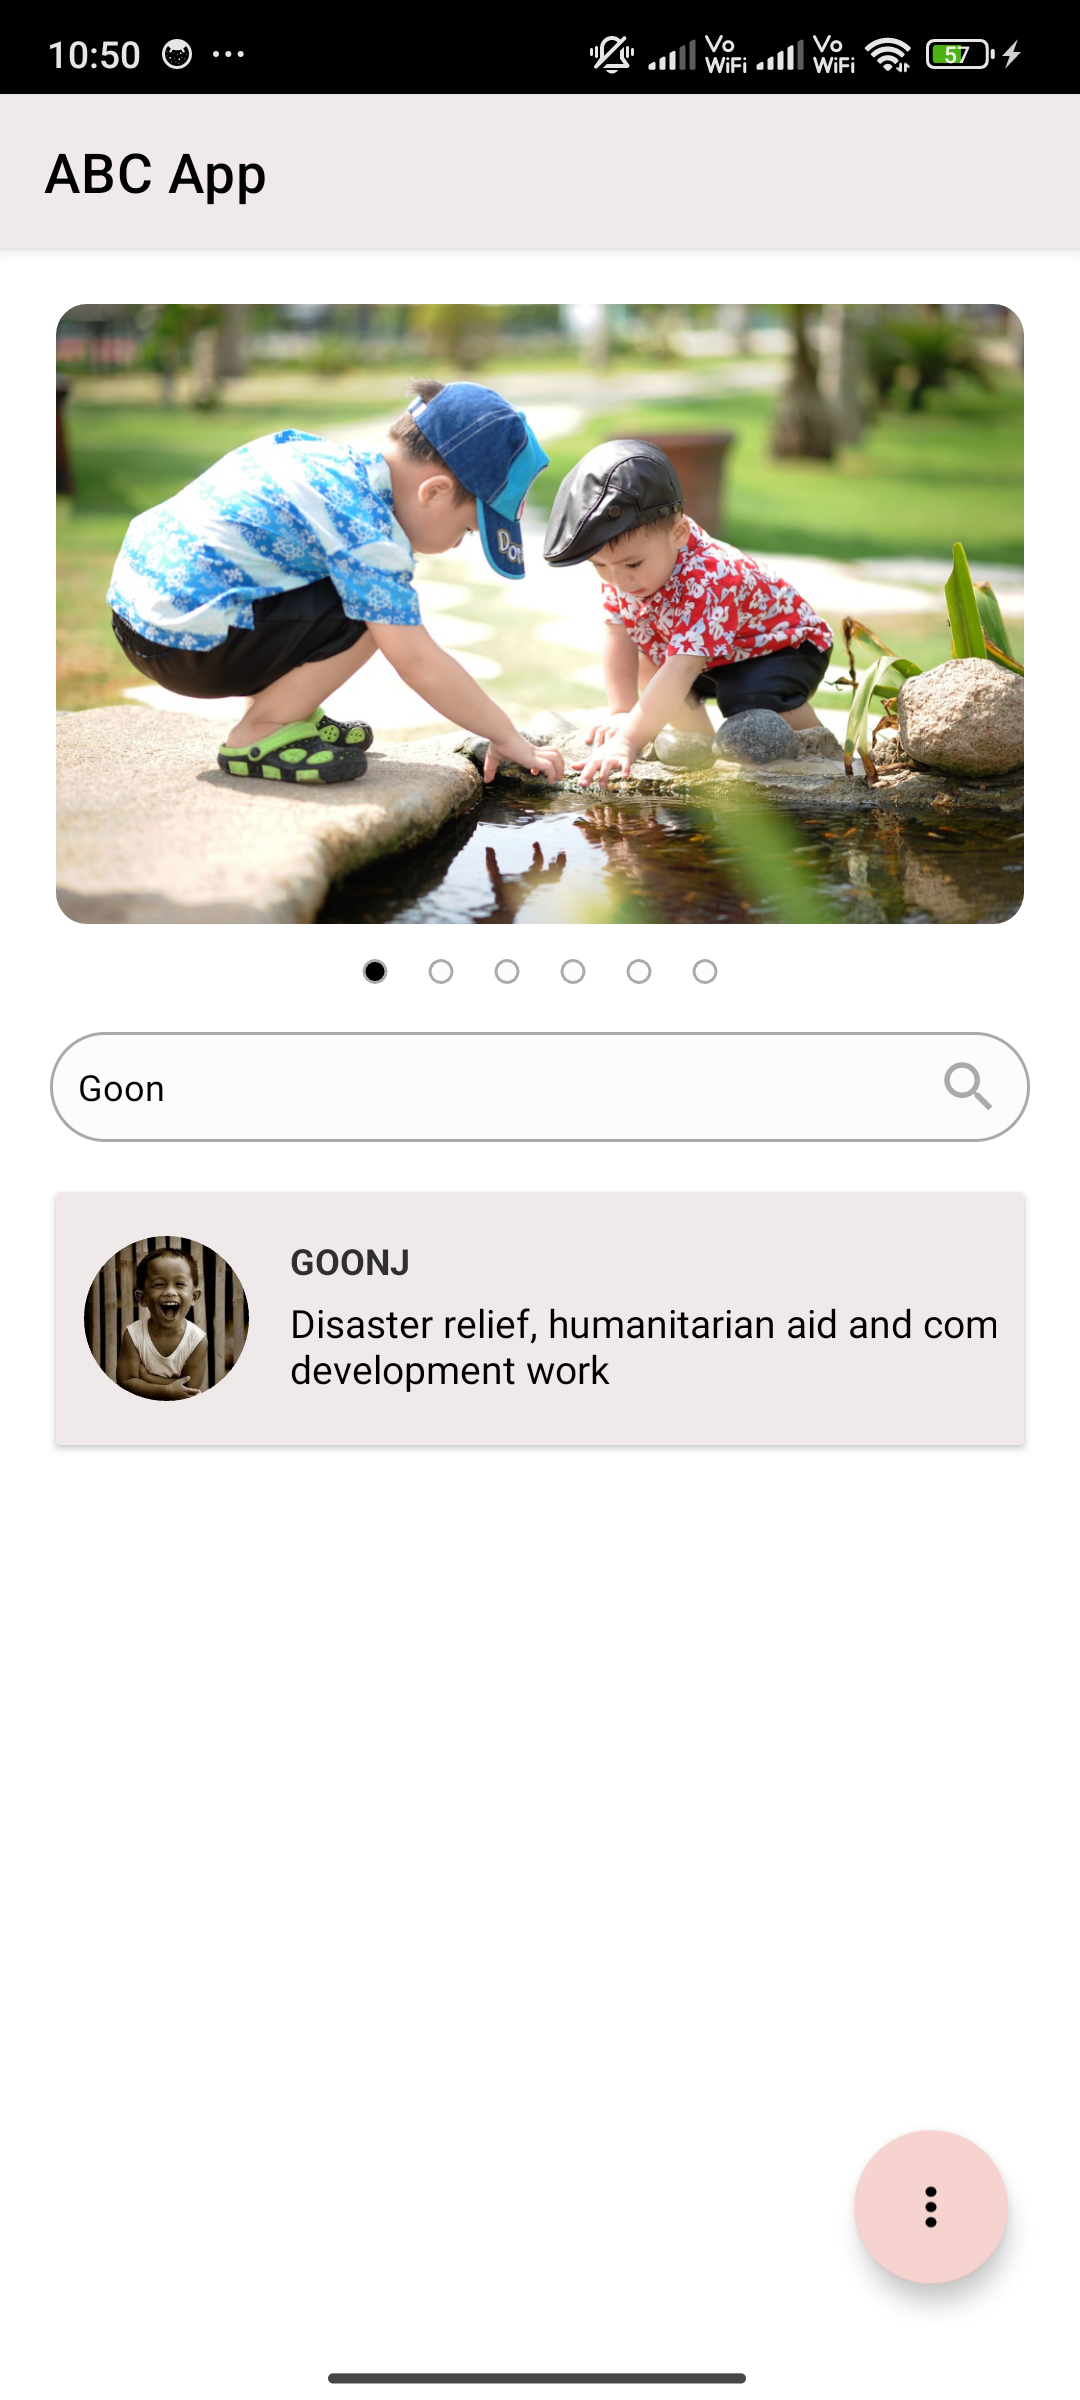 10:50
Vo WiFi Vo WiFi 57
ABC App
Goon
GOONJ
Disaster relief, humanitarian aid and com
development work